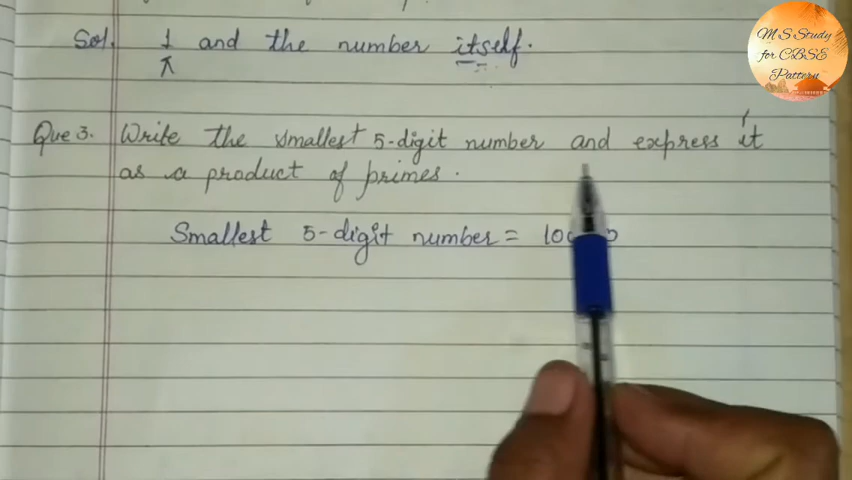 Sol. 1 and the number itself.
Que 3. Write the smallest 5-digit number and express it
as a product of primes.
Smallest 5-digit number =
M S Study
for CBSE
Pattern